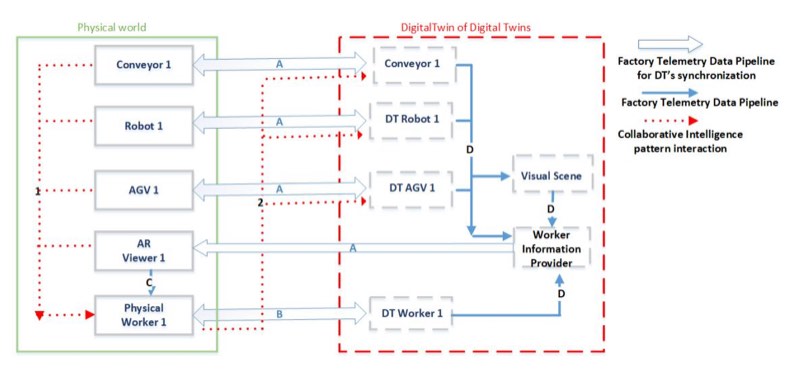 Physical world
DigitalTwin of Digital Twins
Conveyor 1
A
Conveyor 1
Factory Telemetry Data Pipeline
for DT's synchronization
Factory Telemetry Data Pipeline
Collaborative Intelligence
pattern interaction
Robot 1
A
DT Robot 1
D
Visual Scene
1
AGV 1
A
DT AGV 1
2
D
AR
Viewer 1
A
Worker
Information
Provider
C
D
Physical
Worker 1
B
DT Worker 1